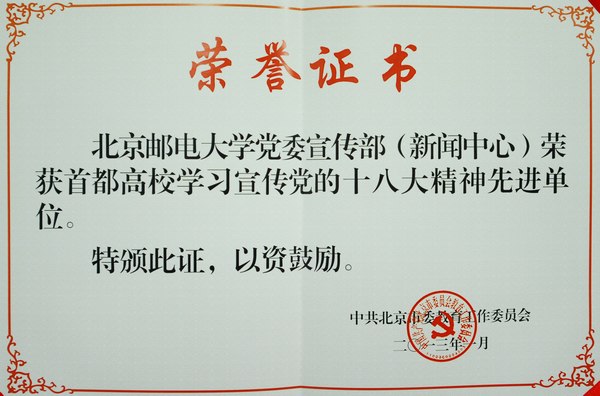 荣誉证书
北京邮电大学党委宣传部（新闻中心）荣
获首都高校学习宣传党的十八大精神先进单
位。
特颁此证，以资鼓励。
中共北京市委教育工作委员会
二〇一三年一月